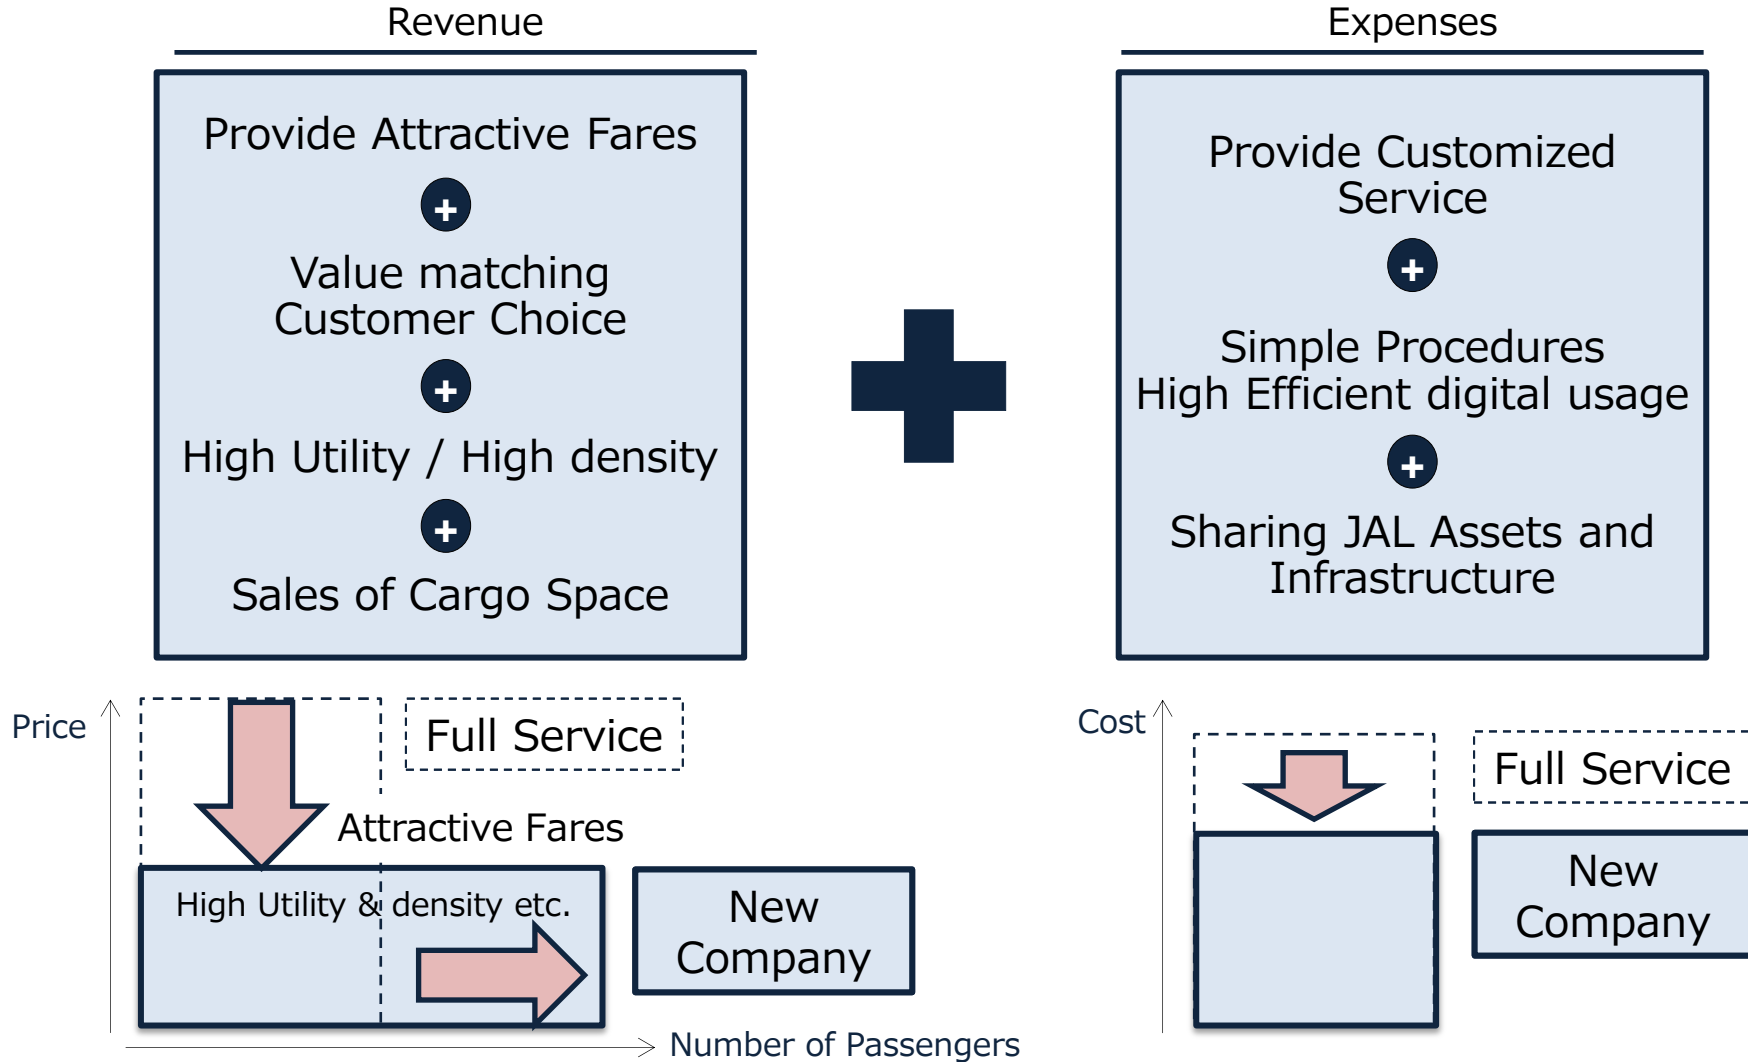 Revenue
Provide Attractive Fares
+
Value matching
Customer Choice
+
High Utility / High density
+
Sales of Cargo Space
Expenses
Provide Customized
Service
+
Simple Procedures
High Efficient digital usage
+
Sharing JAL Assets and
Infrastructure
Price
Full Service
Attractive Fares
High Utility & density etc.
New
Company
Number of Passengers
Cost
Full Service
New
Company